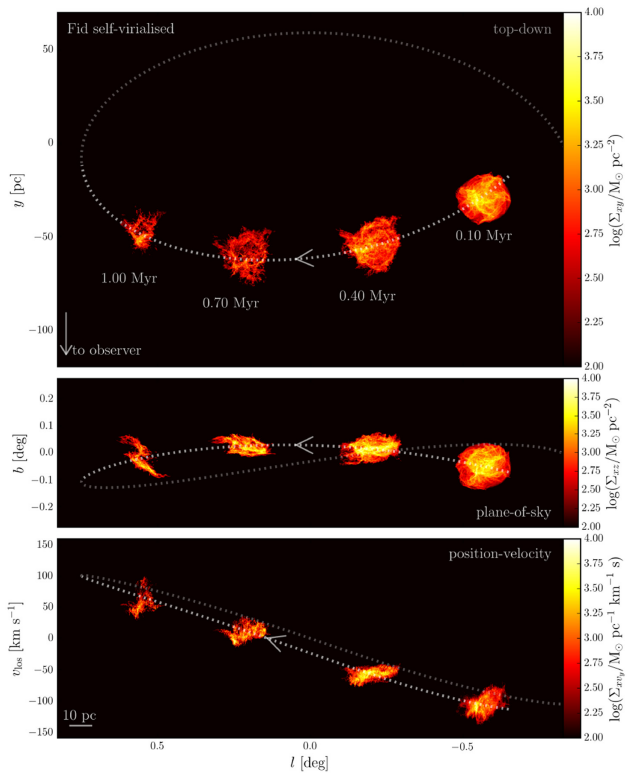 Fid self-virialised
top-down
50
0
−50
−100
y [pc]
0.10 Myr
0.40 Myr
0.70 Myr
1.00 Myr
to observer
4.00
3.75
3.50
3.25
3.00
2.75
2.50
2.25
2.00
log(Σxy/M⊙ pc−2)
0.2
0.1
0.0
−0.1
−0.2
b [deg]
plane-of-sky
4.00
3.75
3.50
3.25
3.00
2.75
2.50
2.25
2.00
log(Σxz/M⊙ pc−2)
150
100
50
0
−50
−100
−150
vlos [km s−1]
position-velocity
10 pc
4.00
3.75
3.50
3.25
3.00
2.75
2.50
2.25
2.00
log(Σxvy/M⊙ pc−1 km−1 s)
0.5
0.0
−0.5
l [deg]